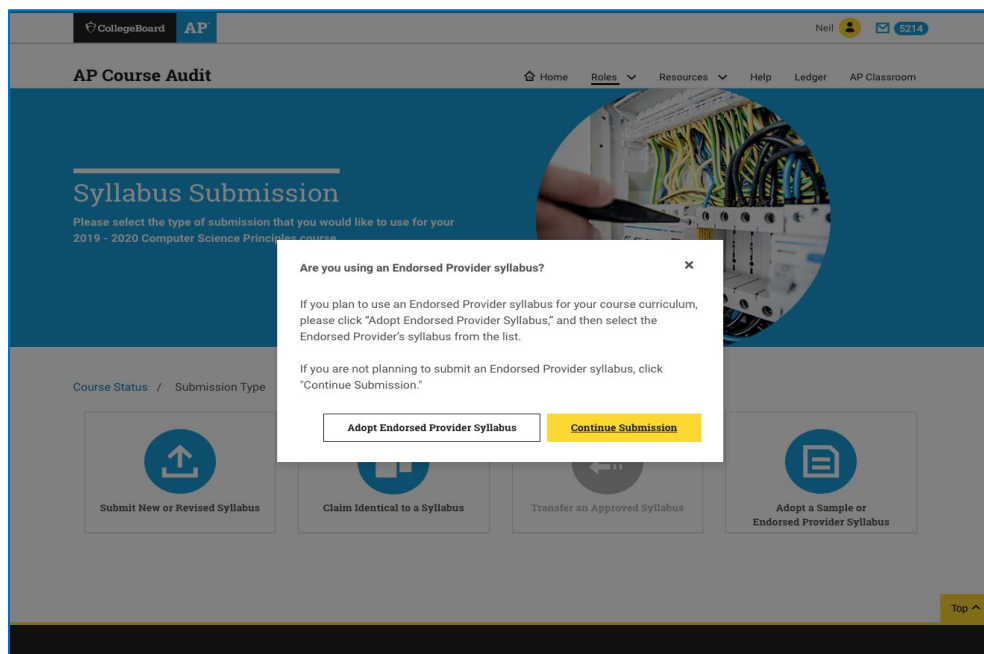 CollegeBoard AP
Neil 5214
AP Course Audit
Home Roles Resources Help Ledger AP Classroom
Syllabus Submission
Please select the type of submission that you would like to use for your
2019 - 2020 Computer Science Principles course
Are you using an Endorsed Provider syllabus?
If you plan to use an Endorsed Provider syllabus for your course curriculum,
please click “Adopt Endorsed Provider Syllabus,” and then select the
Endorsed Provider’s syllabus from the list.
If you are not planning to submit an Endorsed Provider syllabus, click
"Continue Submission."
Adopt Endorsed Provider Syllabus Continue Submission
Course Status / Submission Type
Submit New or Revised Syllabus
Claim Identical to a Syllabus
Transfer an Approved Syllabus
Adopt a Sample or
Endorsed Provider Syllabus
Top